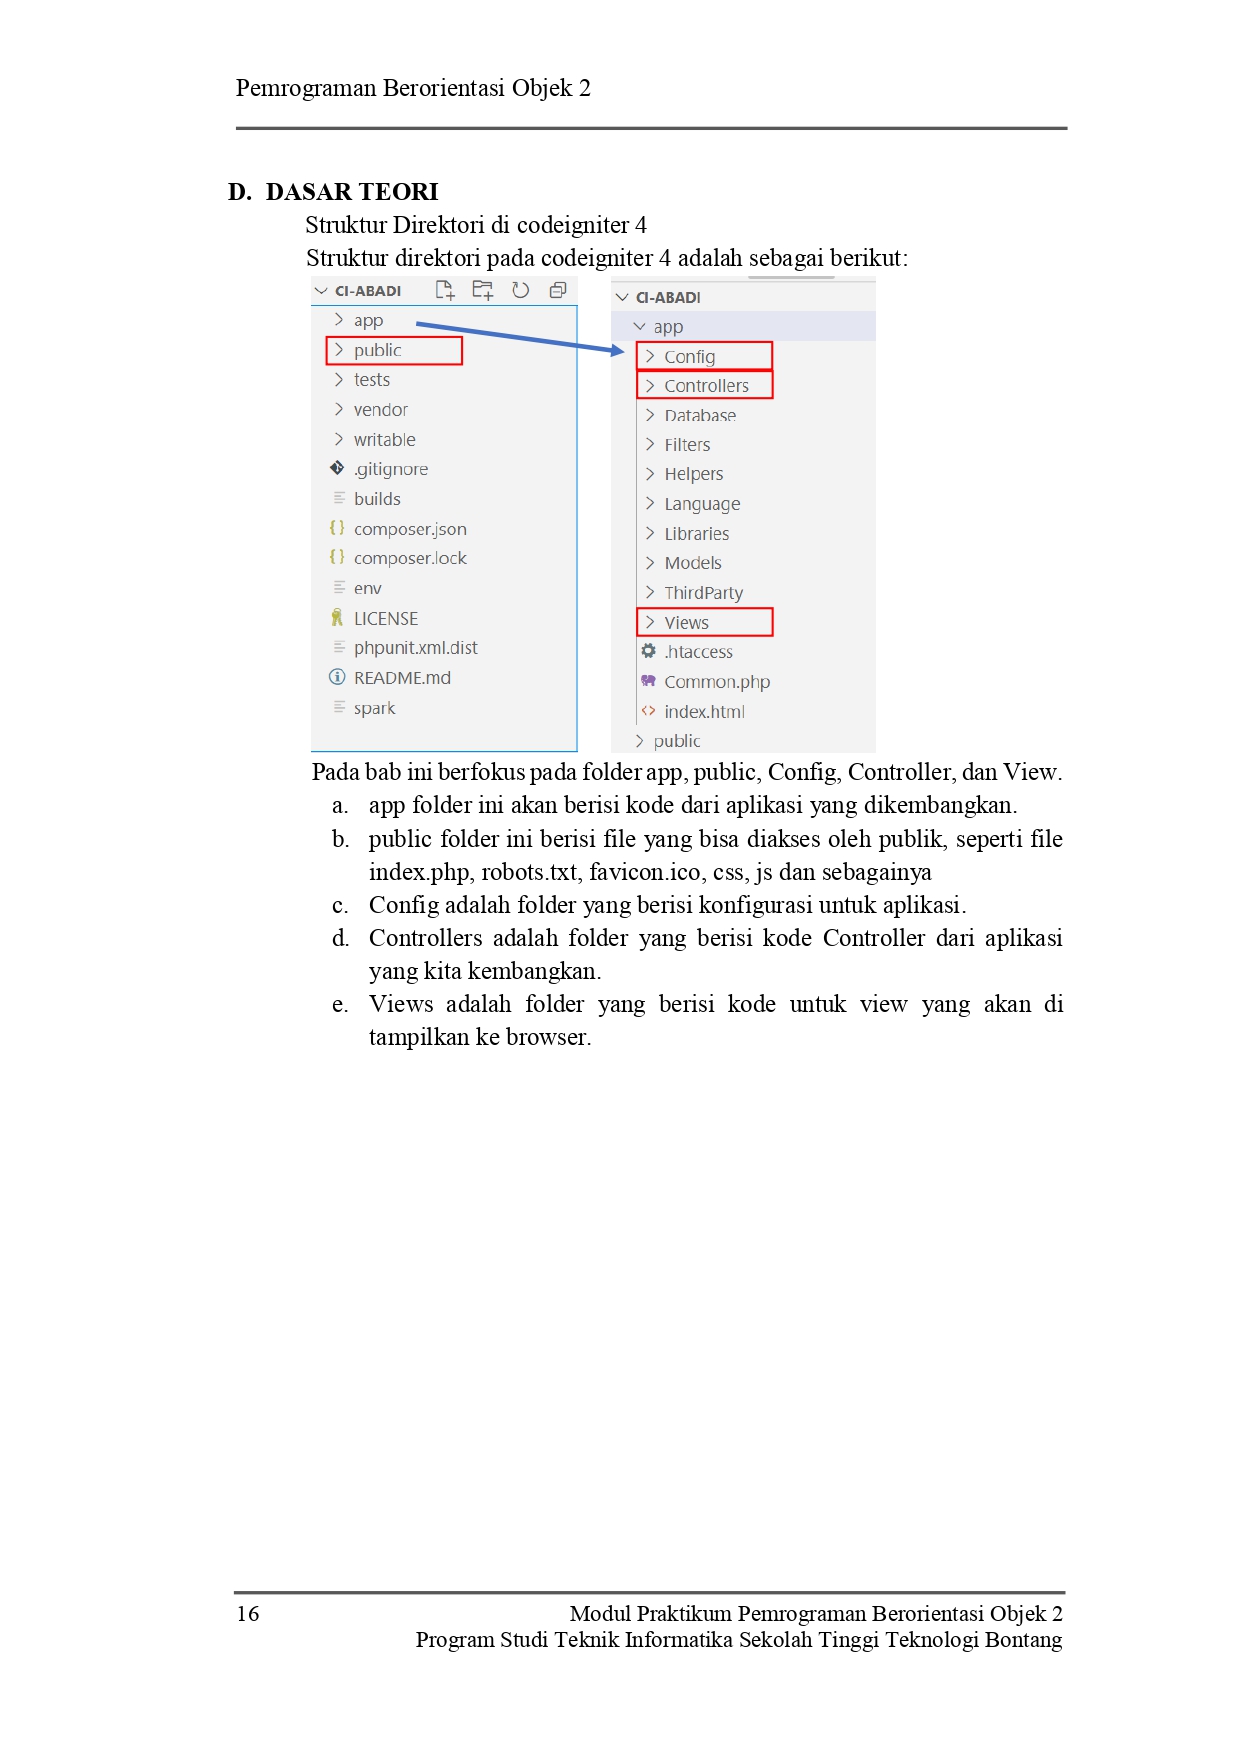 Pemrograman Berorientasi Objek 2
D. DASAR TEORI
Struktur Direktori di codeigniter 4
Struktur direktori pada codeigniter 4 adalah sebagai berikut:
CI-ABADI
app
public
tests
vendor
writable
.gitignore
builds
composer.json
composer.lock
env
LICENSE
phpunit.xml.dist
README.md
spark
CI-ABADI
app
Config
Controllers
Database
Filters
Helpers
Language
Libraries
Models
ThirdParty
Views
.htaccess
Common.php
index.html
public
Pada bab ini berfokus pada folder app, public, Config, Controller, dan View.
a. app folder ini akan berisi kode dari aplikasi yang dikembangkan.
b. public folder ini berisi file yang bisa diakses oleh publik, seperti file
index.php, robots.txt, favicon.ico, css, js dan sebagainya
c. Config adalah folder yang berisi konfigurasi untuk aplikasi.
d. Controllers adalah folder yang berisi kode Controller dari aplikasi
yang kita kembangkan.
e. Views adalah folder yang berisi kode untuk view yang akan di
tampilkan ke browser.
16 Modul Praktikum Pemrograman Berorientasi Objek 2
Program Studi Teknik Informatika Sekolah Tinggi Teknologi Bontang